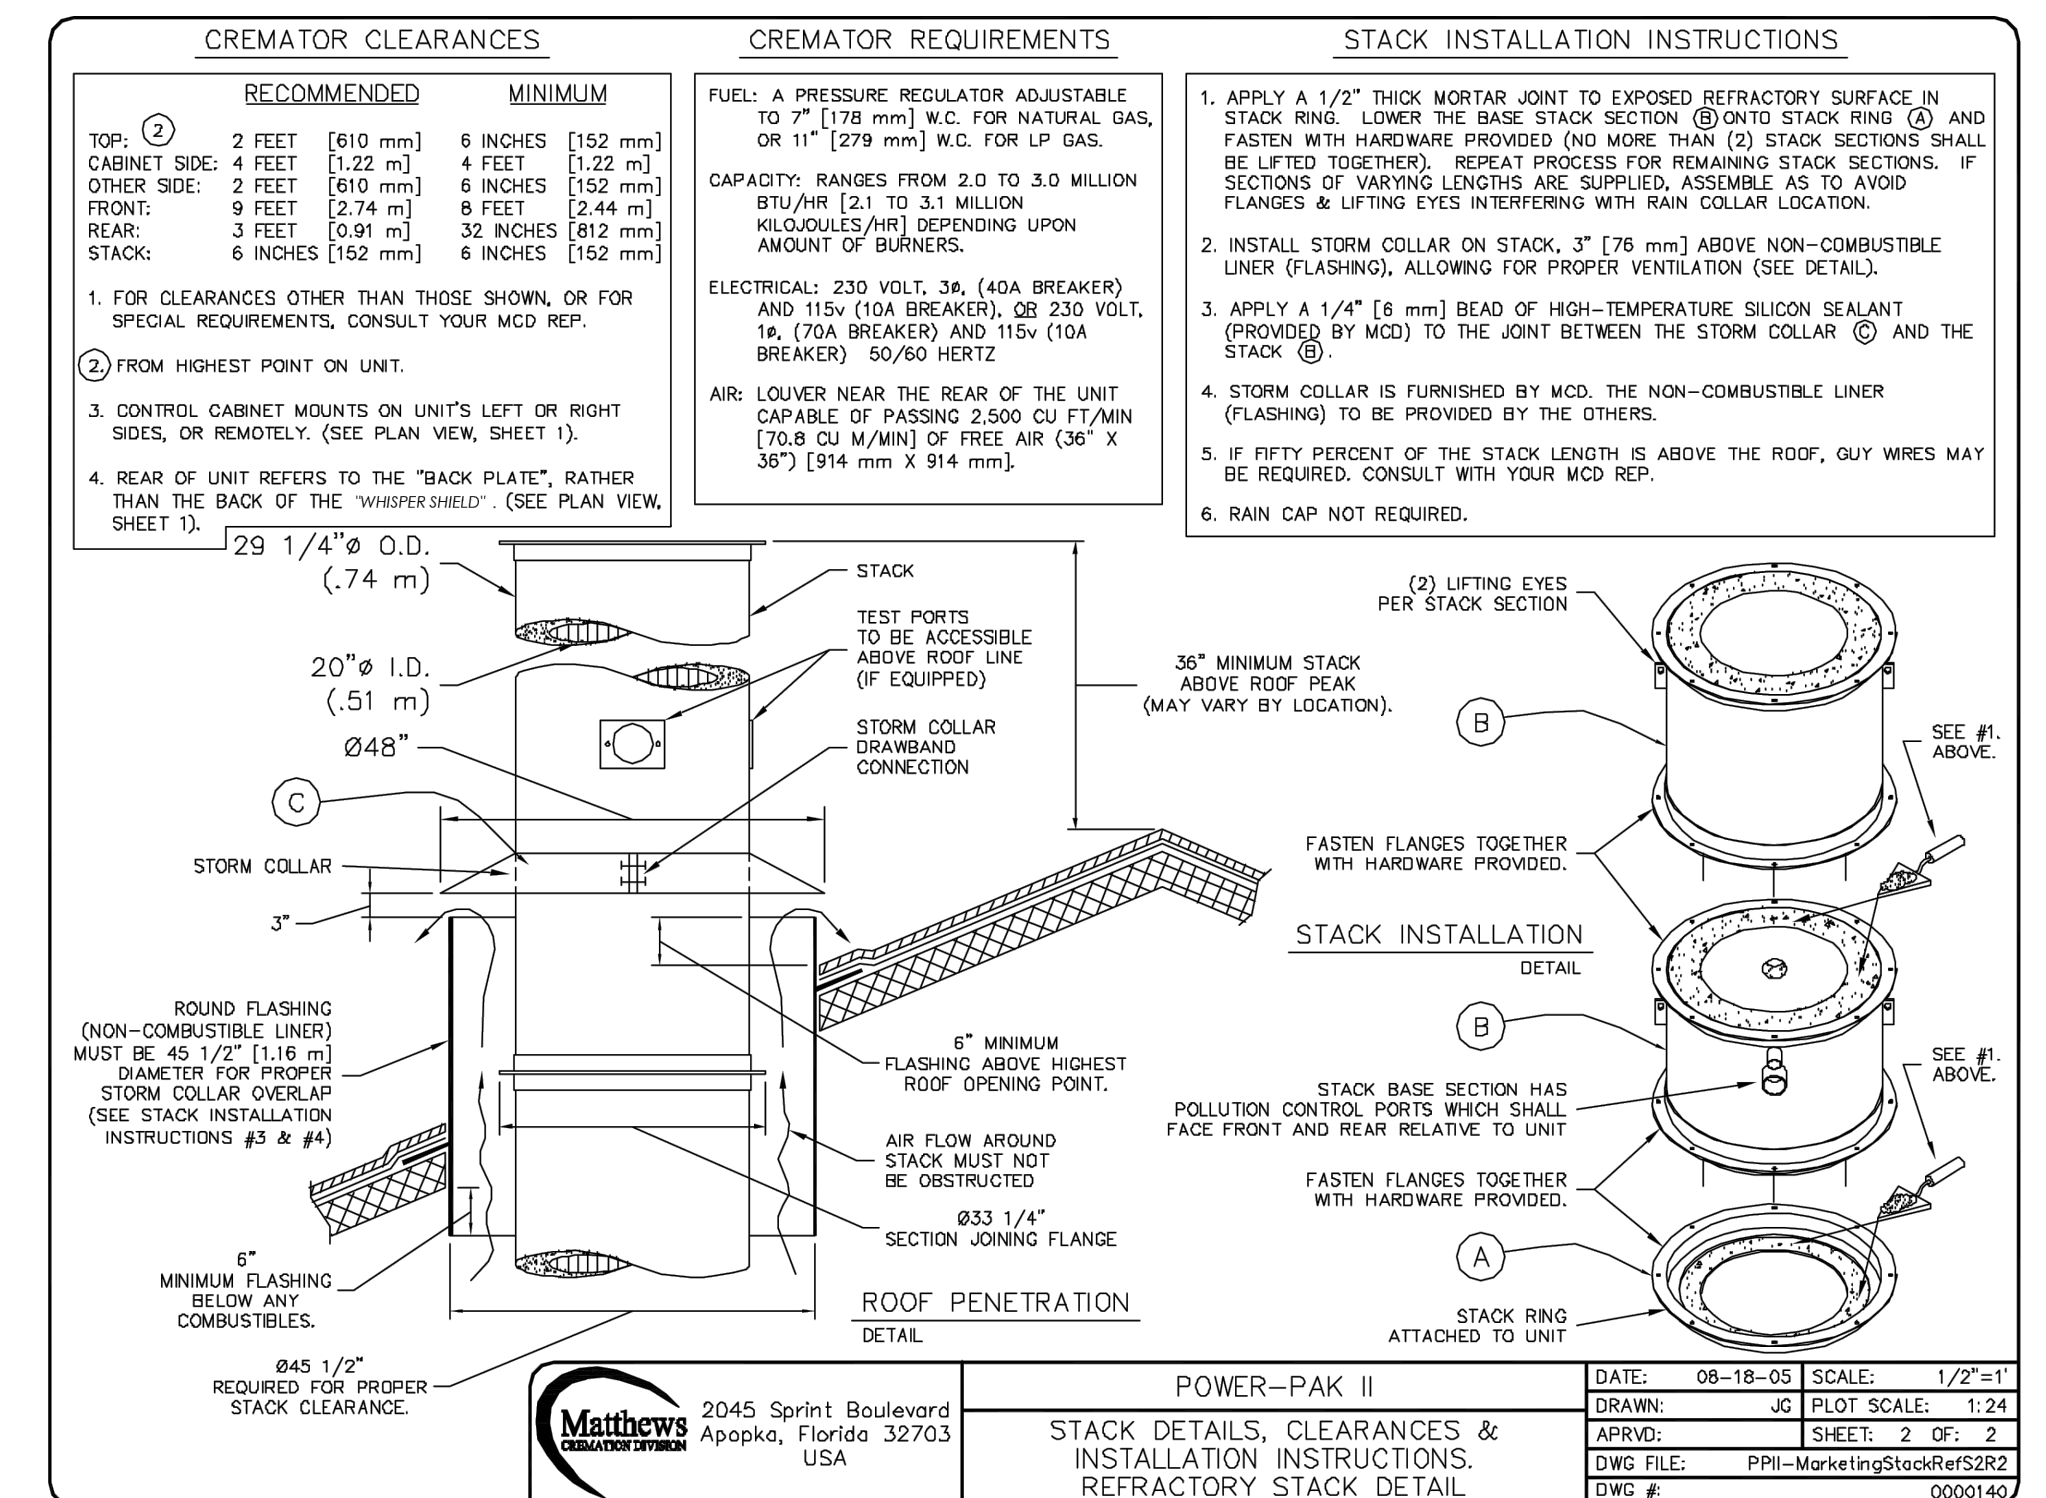 CREMATOR CLEARANCES
RECOMMENDED MINIMUM
TOP: 2 2 FEET [610 mm] 6 INCHES [152 mm]
CABINET SIDE: 4 FEET [1.22 m] 4 FEET [1.22 m]
OTHER SIDE: 2 FEET [610 mm] 6 INCHES [152 mm]
FRONT: 9 FEET [2.74 m] 8 FEET [2.44 m]
REAR: 3 FEET [0.91 m] 32 INCHES [812 mm]
STACK: 6 INCHES [152 mm] 6 INCHES [152 mm]
1. FOR CLEARANCES OTHER THAN THOSE SHOWN, OR FOR
SPECIAL REQUIREMENTS, CONSULT YOUR MCD REP.
2. FROM HIGHEST POINT ON UNIT.
3. CONTROL CABINET MOUNTS ON UNIT'S LEFT OR RIGHT
SIDES, OR REMOTELY. (SEE PLAN VIEW, SHEET 1).
4. REAR OF UNIT REFERS TO THE "BACK PLATE", RATHER
THAN THE BACK OF THE "WHISPER SHIELD" . (SEE PLAN VIEW,
SHEET 1).
CREMATOR REQUIREMENTS
FUEL: A PRESSURE REGULATOR ADJUSTABLE
TO 7" [178 mm] W.C. FOR NATURAL GAS,
OR 11" [279 mm] W.C. FOR LP GAS.
CAPACITY: RANGES FROM 2.0 TO 3.0 MILLION
BTU/HR [2.1 TO 3.1 MILLION
KILOJOULES/HR] DEPENDING UPON
AMOUNT OF BURNERS.
ELECTRICAL: 230 VOLT, 3ø, (40A BREAKER)
AND 115v (10A BREAKER), OR 230 VOLT,
1ø, (70A BREAKER) AND 115v (10A
BREAKER) 50/60 HERTZ
AIR: LOUVER NEAR THE REAR OF THE UNIT
CAPABLE OF PASSING 2,500 CU FT/MIN
[70.8 CU M/MIN] OF FREE AIR (36" X
36") [914 mm X 914 mm].
STACK INSTALLATION INSTRUCTIONS
1. APPLY A 1/2" THICK MORTAR JOINT TO EXPOSED REFRACTORY SURFACE IN
STACK RING. LOWER THE BASE STACK SECTION B ONTO STACK RING A AND
FASTEN WITH HARDWARE PROVIDED (NO MORE THAN (2) STACK SECTIONS SHALL
BE LIFTED TOGETHER). REPEAT PROCESS FOR REMAINING STACK SECTIONS. IF
SECTIONS OF VARYING LENGTHS ARE SUPPLIED, ASSEMBLE AS TO AVOID
FLANGES & LIFTING EYES INTERFERING WITH RAIN COLLAR LOCATION.
2. INSTALL STORM COLLAR ON STACK, 3" [76 mm] ABOVE NON-COMBUSTIBLE
LINER (FLASHING), ALLOWING FOR PROPER VENTILATION (SEE DETAIL).
3. APPLY A 1/4" [6 mm] BEAD OF HIGH-TEMPERATURE SILICON SEALANT
(PROVIDED BY MCD) TO THE JOINT BETWEEN THE STORM COLLAR C AND THE
STACK B .
4. STORM COLLAR IS FURNISHED BY MCD. THE NON-COMBUSTIBLE LINER
(FLASHING) TO BE PROVIDED BY THE OTHERS.
5. IF FIFTY PERCENT OF THE STACK LENGTH IS ABOVE THE ROOF, GUY WIRES MAY
BE REQUIRED. CONSULT WITH YOUR MCD REP.
6. RAIN CAP NOT REQUIRED.
29 1/4"ø O.D.
(.74 m)
20"ø I.D.
(.51 m)
Ø48"
C
STORM COLLAR
3"
ROUND FLASHING
(NON-COMBUSTIBLE LINER)
MUST BE 45 1/2" [1.16 m]
DIAMETER FOR PROPER
STORM COLLAR OVERLAP
(SEE STACK INSTALLATION
INSTRUCTIONS #3 & #4)
6"
MINIMUM FLASHING
BELOW ANY
COMBUSTIBLES.
Ø45 1/2"
REQUIRED FOR PROPER
STACK CLEARANCE.
STACK
TEST PORTS
TO BE ACCESSIBLE
ABOVE ROOF LINE
(IF EQUIPPED)
STORM COLLAR
DRAWBAND
CONNECTION
36" MINIMUM STACK
ABOVE ROOF PEAK
(MAY VARY BY LOCATION).
6" MINIMUM
FLASHING ABOVE HIGHEST
ROOF OPENING POINT.
AIR FLOW AROUND
STACK MUST NOT
BE OBSTRUCTED
Ø33 1/4"
SECTION JOINING FLANGE
ROOF PENETRATION
DETAIL
(2) LIFTING EYES
PER STACK SECTION
B
SEE #1.
ABOVE.
FASTEN FLANGES TOGETHER
WITH HARDWARE PROVIDED.
STACK INSTALLATION
DETAIL
B
SEE #1.
ABOVE.
STACK BASE SECTION HAS
POLLUTION CONTROL PORTS WHICH SHALL
FACE FRONT AND REAR RELATIVE TO UNIT
FASTEN FLANGES TOGETHER
WITH HARDWARE PROVIDED.
A
STACK RING
ATTACHED TO UNIT
Matthews
CREMATION DIVISION
2045 Sprint Boulevard
Apopka, Florida 32703
USA
POWER-PAK II
STACK DETAILS, CLEARANCES &
INSTALLATION INSTRUCTIONS.
REFRACTORY STACK DETAIL
DATE: 08-18-05 SCALE: 1/2"=1'
DRAWN: JG PLOT SCALE: 1:24
APRVD: SHEET: 2 OF: 2
DWG FILE: PPII-MarketingStackRefS2R2
DWG #: 0000140